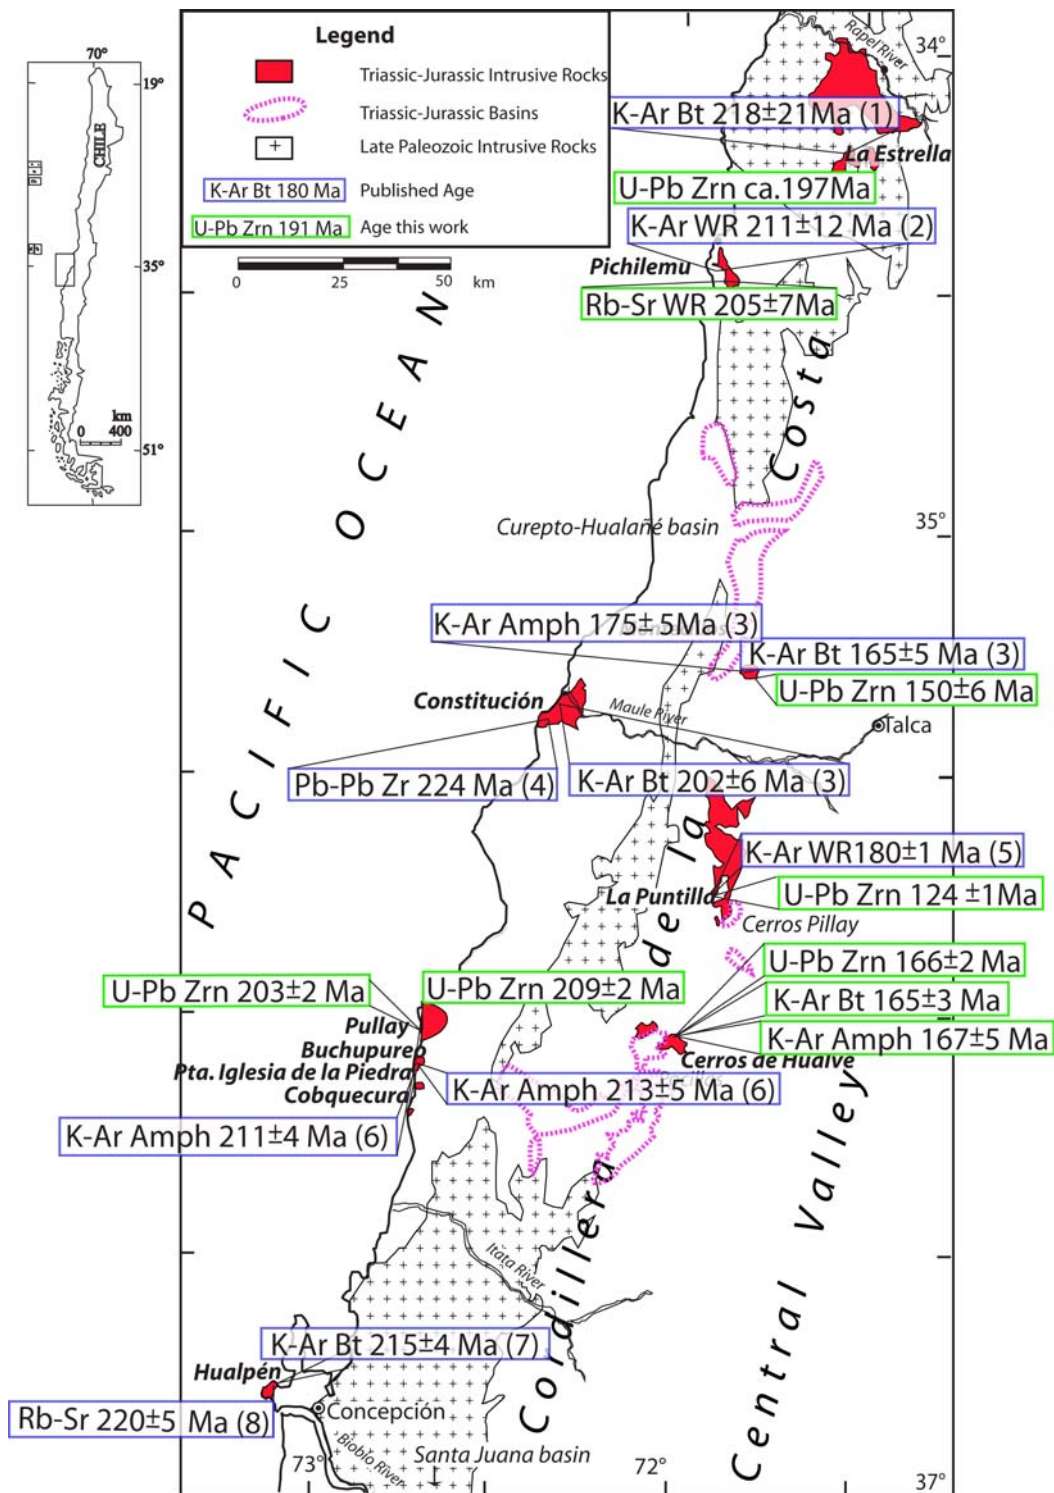 70°
19°
CHILE
35°
km
0 400
51°
Legend
Triassic-Jurassic Intrusive Rocks
Triassic-Jurassic Basins
Late Paleozoic Intrusive Rocks
K-Ar Bt 180 Ma
Published Age
U-Pb Zrn 191 Ma
Age this work
0 25 50 km
Rapel River
34°
K-Ar Bt 218±21Ma (1)
La Estrella
U-Pb Zrn ca.197Ma
K-Ar WR 211±12 Ma (2)
Pichilemu
Rb-Sr WR 205±7Ma
PACIFIC OCEAN
Cordillera de la Costa
Curepto-Hualañé basin
35°
K-Ar Amph 175±5Ma (3)
K-Ar Bt 165±5 Ma (3)
U-Pb Zrn 150±6 Ma
Constitución
Maule River
Talca
Pb-Pb Zr 224 Ma (4)
K-Ar Bt 202±6 Ma (3)
K-Ar WR180±1 Ma (5)
La Puntilla
U-Pb Zrn 124 ±1Ma
Cerros Pillay
U-Pb Zrn 166±2 Ma
U-Pb Zrn 203±2 Ma
U-Pb Zrn 209±2 Ma
K-Ar Bt 165±3 Ma
Pullay
K-Ar Amph 167±5 Ma
Buchupureo
Cerros de Hualve
Pta. Iglesia de la Piedra
Cobquecura
K-Ar Amph 213±5 Ma (6)
K-Ar Amph 211±4 Ma (6)
Central Valley
Itata River
K-Ar Bt 215±4 Ma (7)
Hualpén
Rb-Sr 220±5 Ma (8)
Concepción
Biobio River
Santa Juana basin
73°
72°
37°